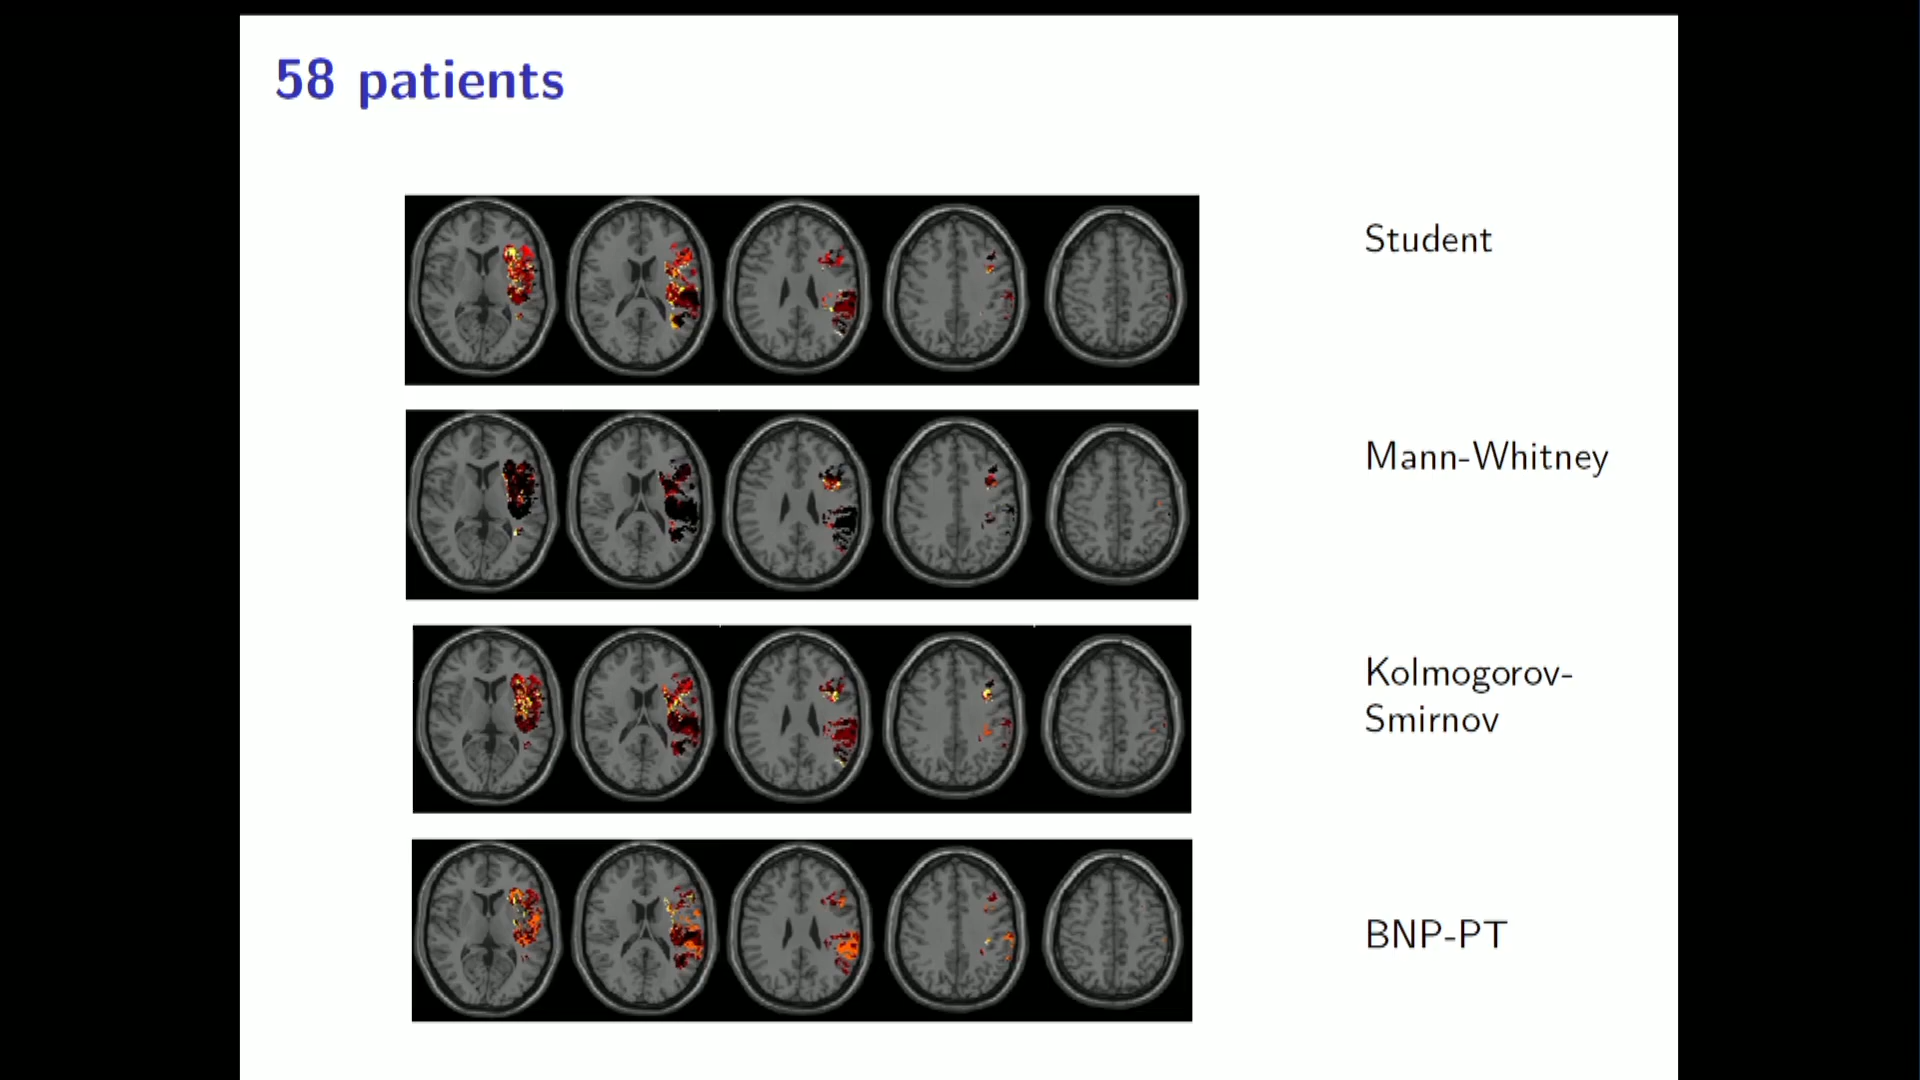 58 patients
Student
Mann-Whitney
Kolmogorov-
Smirnov
BNP-PT